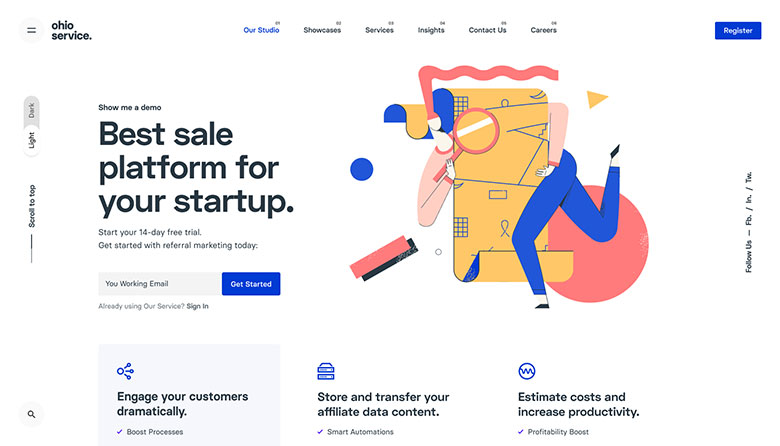 ohio
service.
01
Our Studio
02
Showcases
03
Services
04
Insights
05
Contact Us
06
Careers
Register
Dark
Light
Scroll to top
Show me a demo
Best sale
platform for
your startup.
Start your 14-day free trial.
Get started with referral marketing today:
You Working Email
Get Started
Already using Our Service? Sign In
Follow Us — Fb. / In. / Tw.
Engage your customers
dramatically.
Boost Processes
Store and transfer your
affiliate data content.
Smart Automations
Estimate costs and
increase productivity.
Profitability Boost